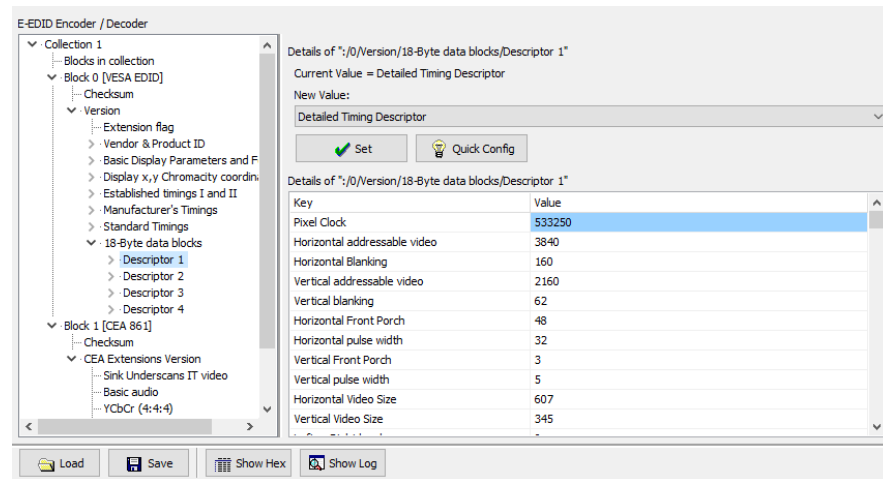 E-EDID Encoder / Decoder
Collection 1
Blocks in collection
Block 0 [VESA EDID]
Checksum
Version
Extension flag
Vendor & Product ID
Basic Display Parameters and F
Display x,y Chromacity coordin
Established timings I and II
Manufacturer's Timings
Standard Timings
18-Byte data blocks
Descriptor 1
Descriptor 2
Descriptor 3
Descriptor 4
Block 1 [CEA 861]
Checksum
CEA Extensions Version
Sink Underscans IT video
Basic audio
YCbCr (4:4:4)
Details of ":/0/Version/18-Byte data blocks/Descriptor 1"
Current Value = Detailed Timing Descriptor
New Value:
Detailed Timing Descriptor
Set Quick Config
Details of ":/0/Version/18-Byte data blocks/Descriptor 1"
Key Value
Pixel Clock 533250
Horizontal addressable video 3840
Horizontal Blanking 160
Vertical addressable video 2160
Vertical blanking 62
Horizontal Front Porch 48
Horizontal pulse width 32
Vertical Front Porch 3
Vertical pulse width 5
Horizontal Video Size 607
Vertical Video Size 345
Load Save Show Hex Show Log